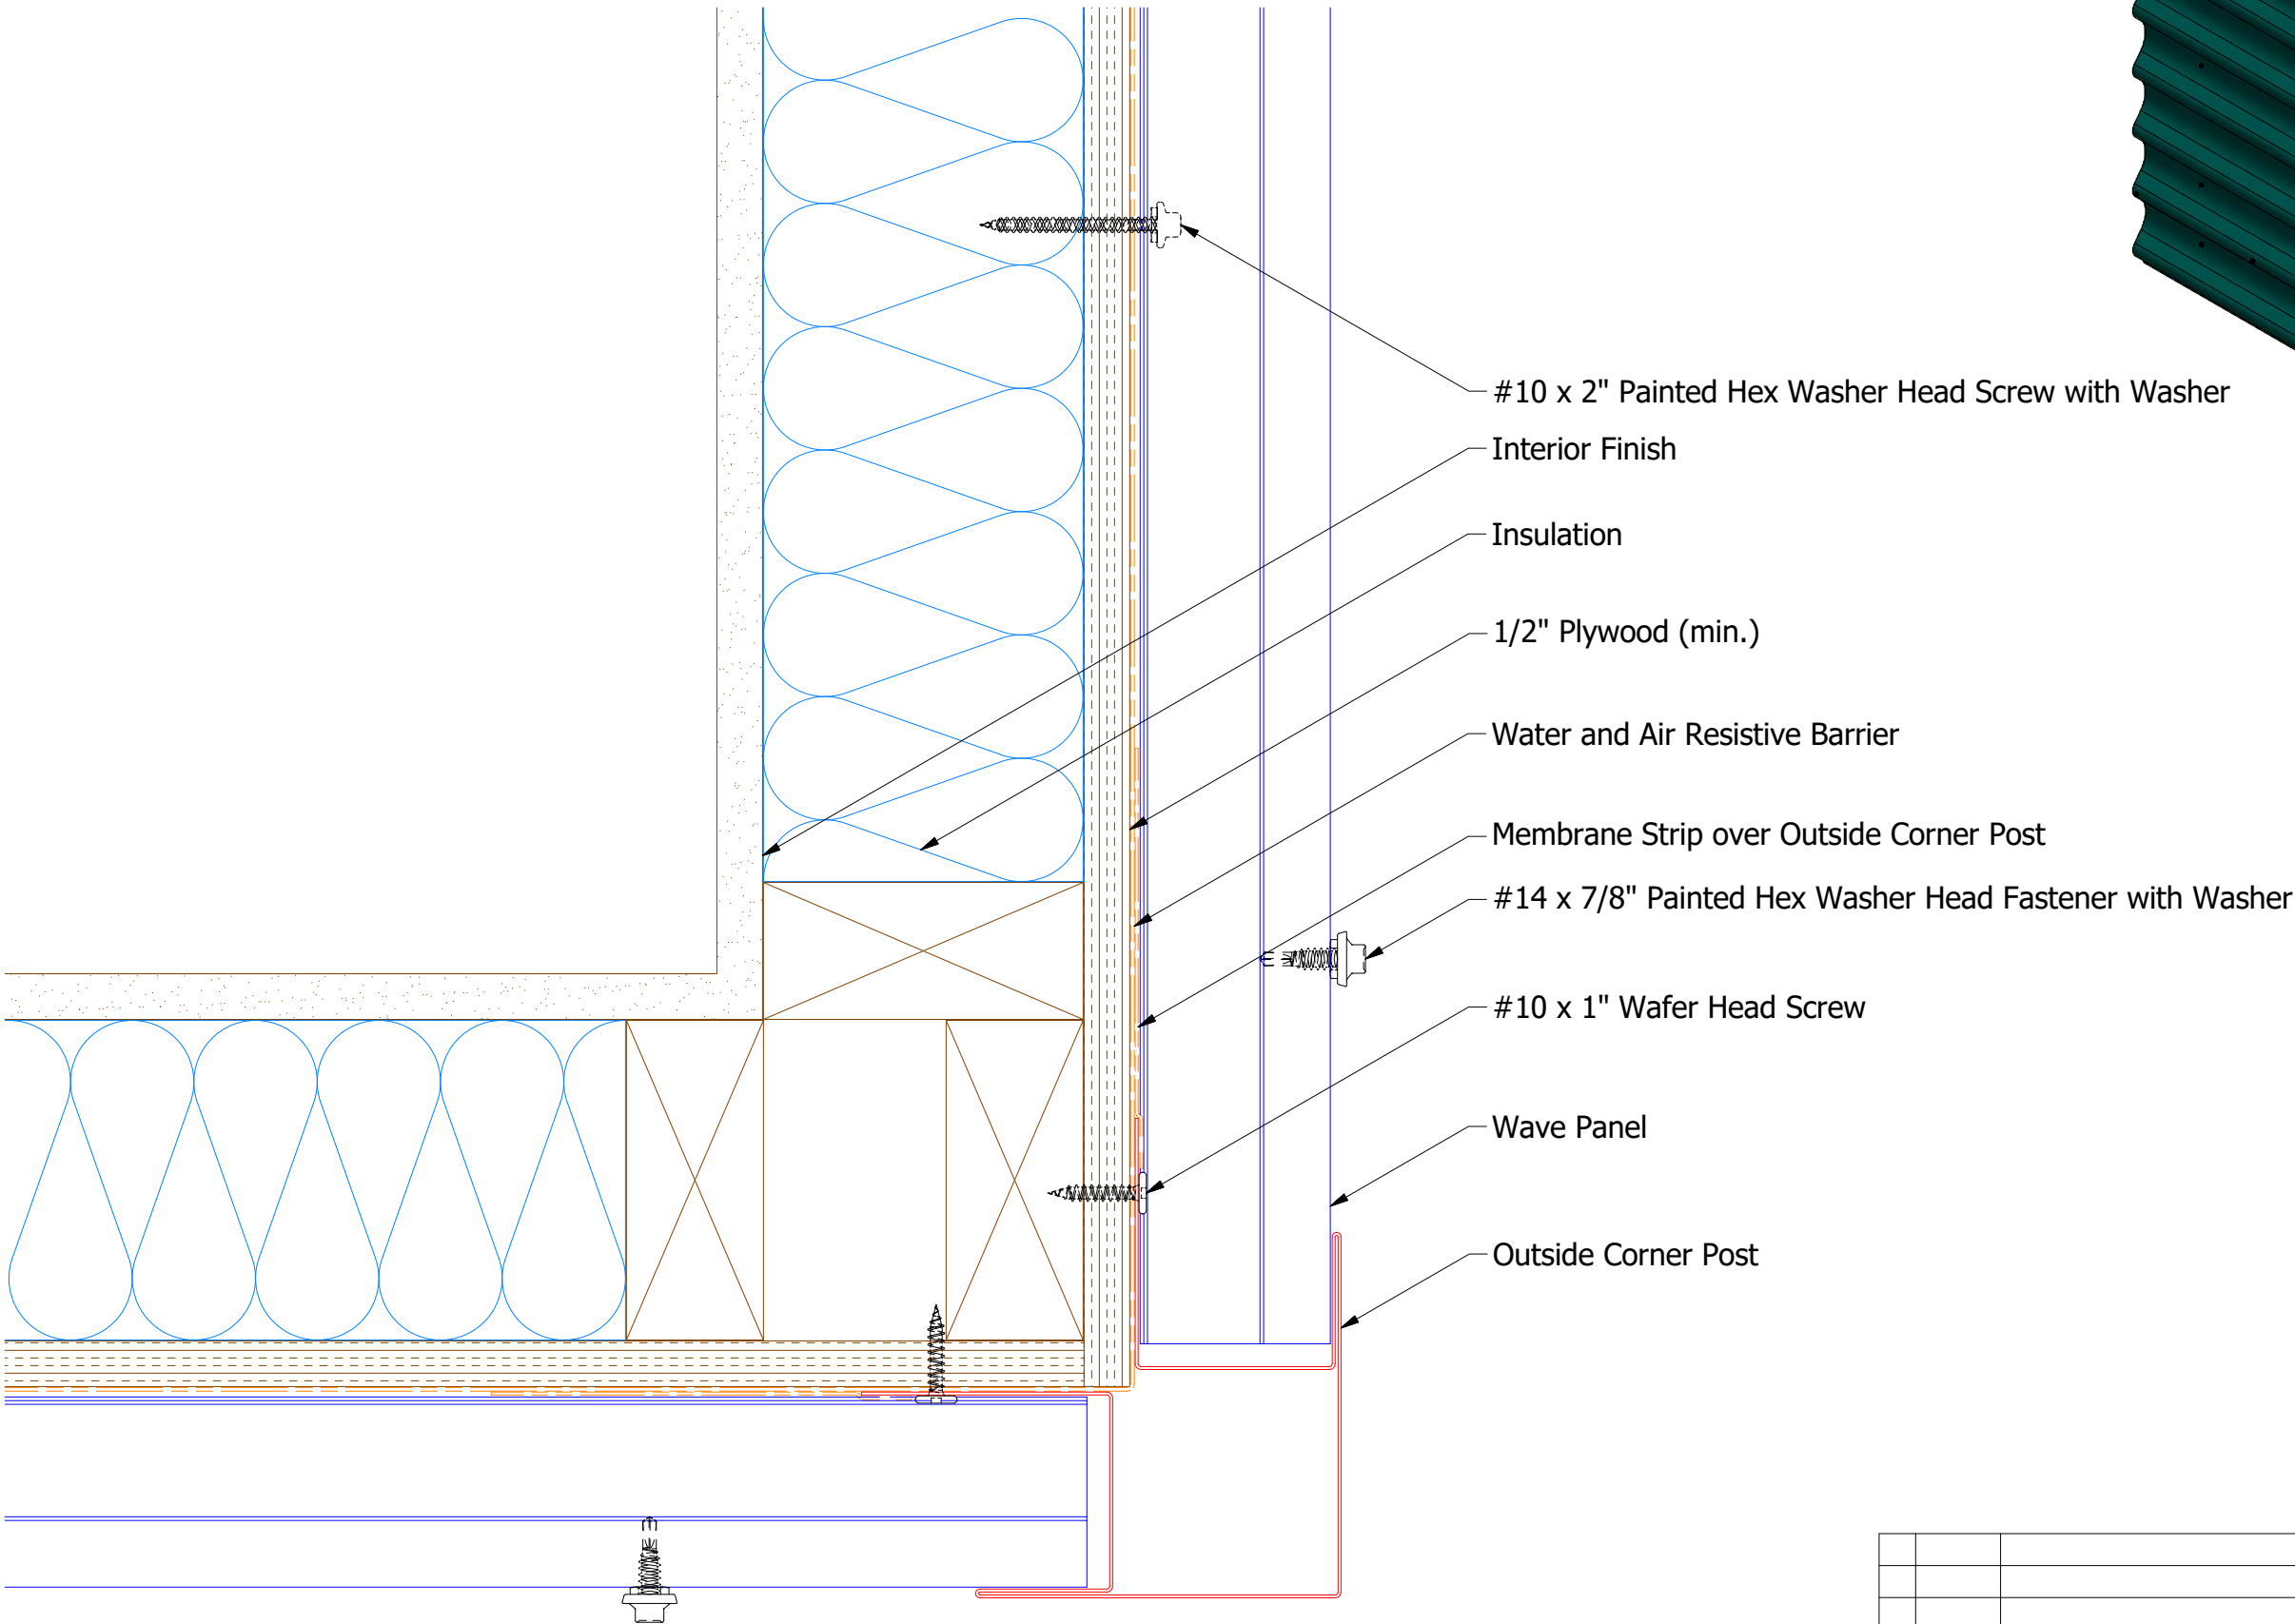 #10 x 2" Painted Hex Washer Head Screw with Washer
Interior Finish
Insulation
1/2" Plywood (min.)
Water and Air Resistive Barrier
Membrane Strip over Outside Corner Post
#14 x 7/8" Painted Hex Washer Head Fastener with Washer
#10 x 1" Wafer Head Screw
Wave Panel
Outside Corner Post